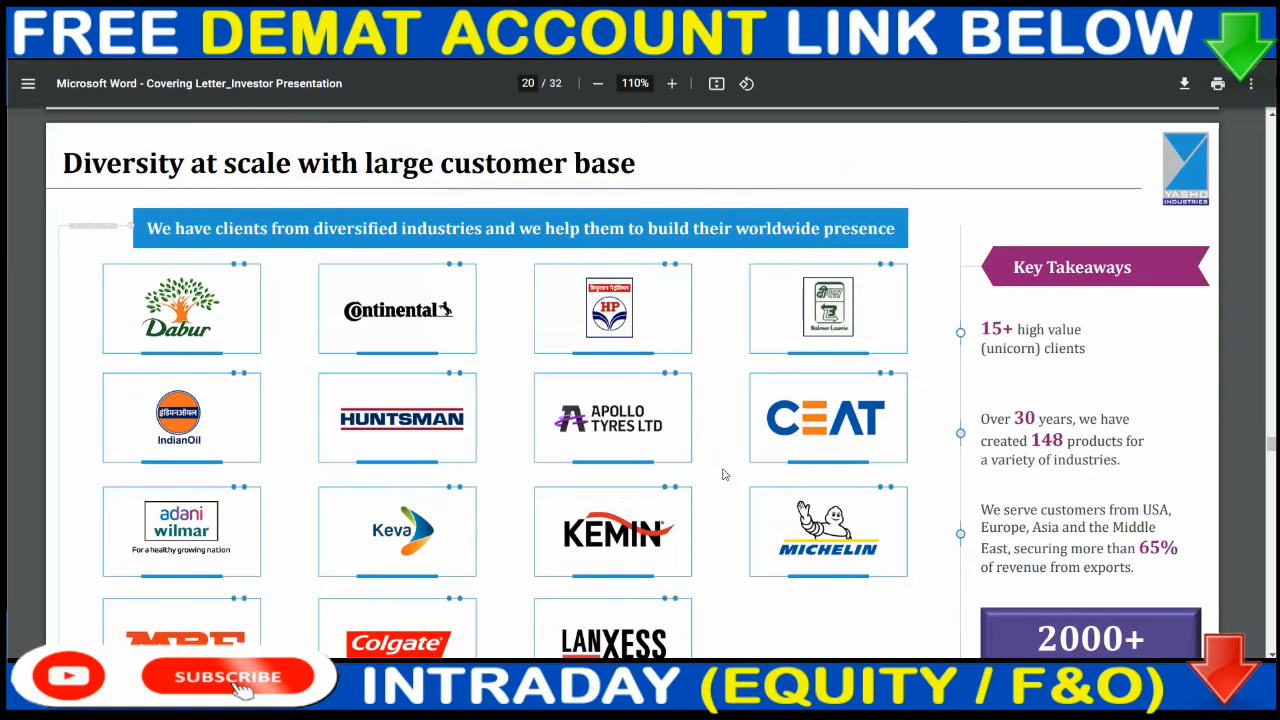 FREE DEMAT ACCOUNT LINK BELOW
Microsoft Word - Covering Letter_Investor Presentation
20 / 32
110%
Diversity at scale with large customer base
YASHO
INDUSTRIES
We have clients from diversified industries and we help them to build their worldwide presence
Dabur
Continental
हिन्दुस्तान पेट्रोलियम
HP
Balmer Lawrie
इंडियनऑयल
IndianOil
HUNTSMAN
APOLLO
TYRES LTD
CEAT
adani
wilmar
For a healthy growing nation
Keva
KEMIN
MICHELIN
MRF
Colgate
LANXESS
Key Takeaways
15+ high value
(unicorn) clients
Over 30 years, we have
created 148 products for
a variety of industries.
We serve customers from USA,
Europe, Asia and the Middle
East, securing more than 65%
of revenue from exports.
2000+
SUBSCRIBE
INTRADAY (EQUITY / F&O)